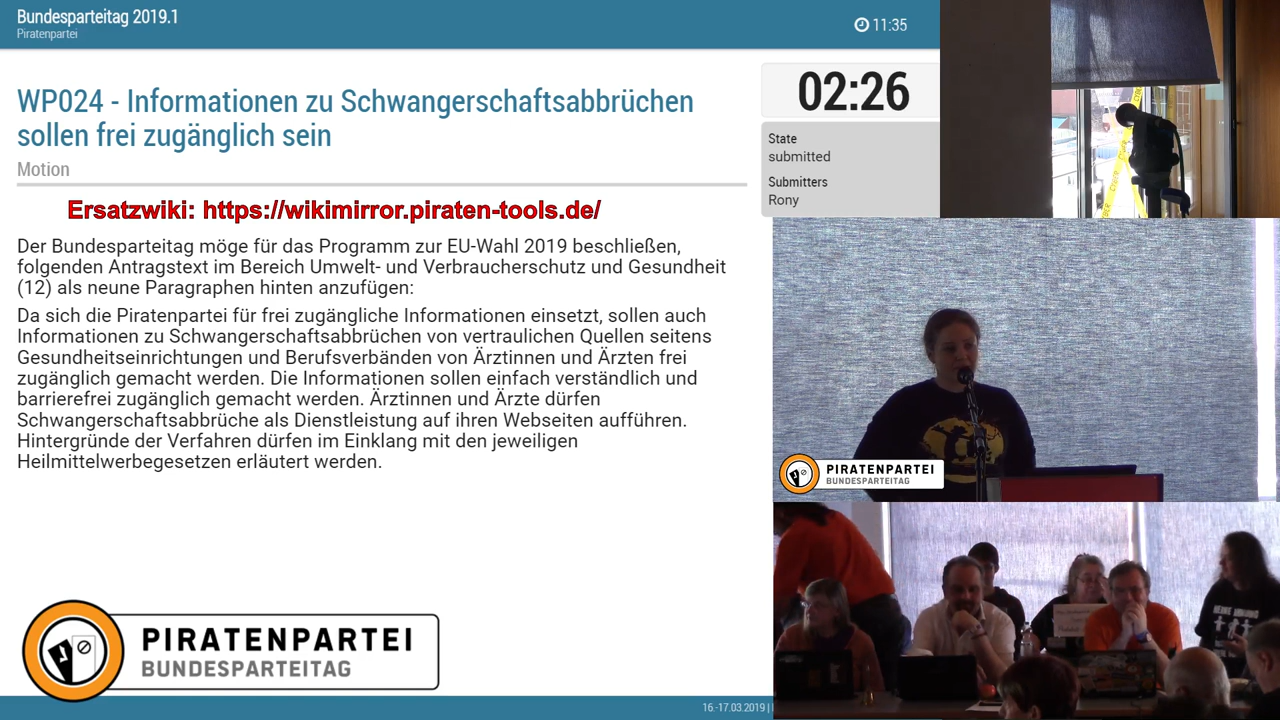 Bundesparteitag 2019.1
Piratenpartei
11:35
WP024 - Informationen zu Schwangerschaftsabbrüchen
sollen frei zugänglich sein
Motion
02:26
State
submitted
Submitters
Rony
Ersatzwiki: https://wikimirror.piraten-tools.de/
Der Bundesparteitag möge für das Programm zur EU-Wahl 2019 beschließen,
folgenden Antragstext im Bereich Umwelt- und Verbraucherschutz und Gesundheit
(12) als neune Paragraphen hinten anzufügen:
Da sich die Piratenpartei für frei zugängliche Informationen einsetzt, sollen auch
Informationen zu Schwangerschaftsabbrüchen von vertraulichen Quellen seitens
Gesundheitseinrichtungen und Berufsverbänden von Ärztinnen und Ärzten frei
zugänglich gemacht werden. Die Informationen sollen einfach verständlich und
barrierefrei zugänglich gemacht werden. Ärztinnen und Ärzte dürfen
Schwangerschaftsabbrüche als Dienstleistung auf ihren Webseiten aufführen.
Hintergründe der Verfahren dürfen im Einklang mit den jeweiligen
Heilmittelwerbegesetzen erläutert werden.
PIRATENPARTEI
BUNDESPARTEITAG
PIRATENPARTEI
BUNDESPARTEITAG
16.-17.03.2019 |